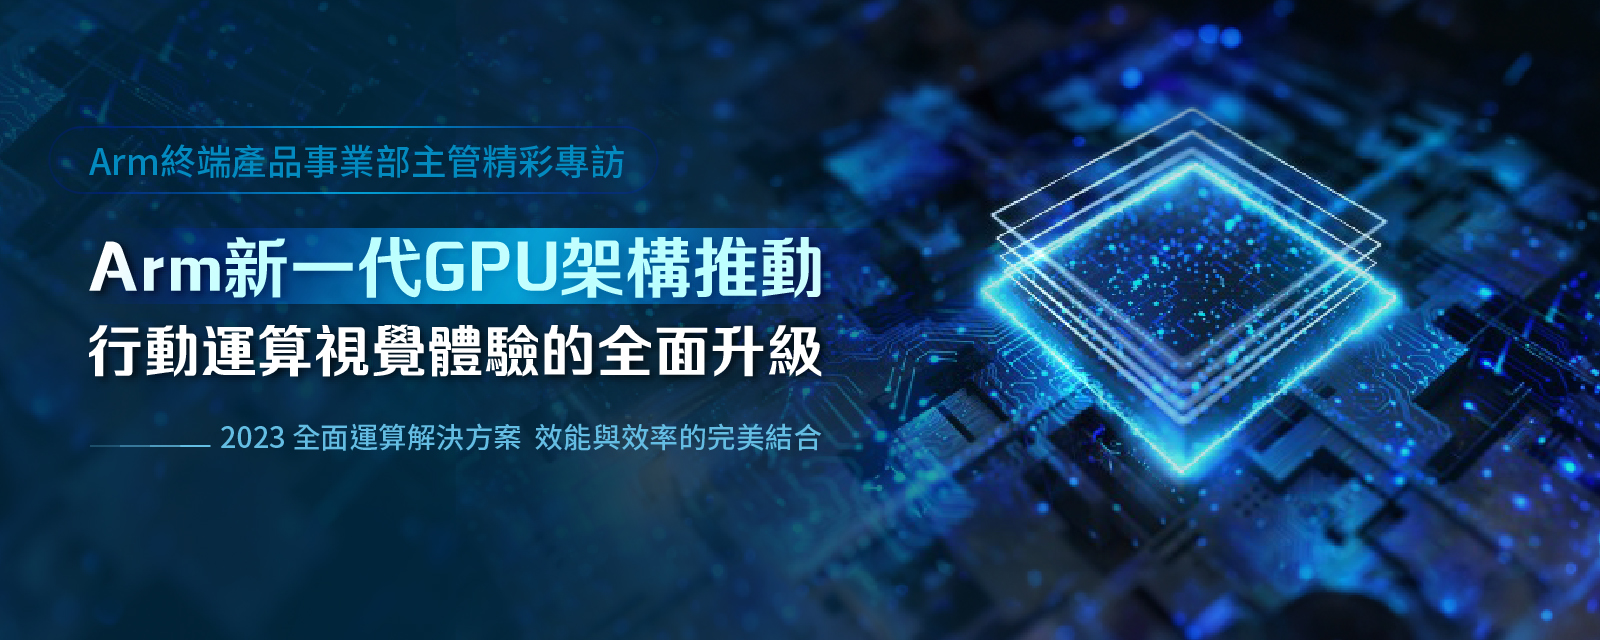 Arm終端產品事業部主管精彩專訪
Arm新一代GPU架構推動
行動運算視覺體驗的全面升級
2023 全面運算解決方案 效能與效率的完美結合